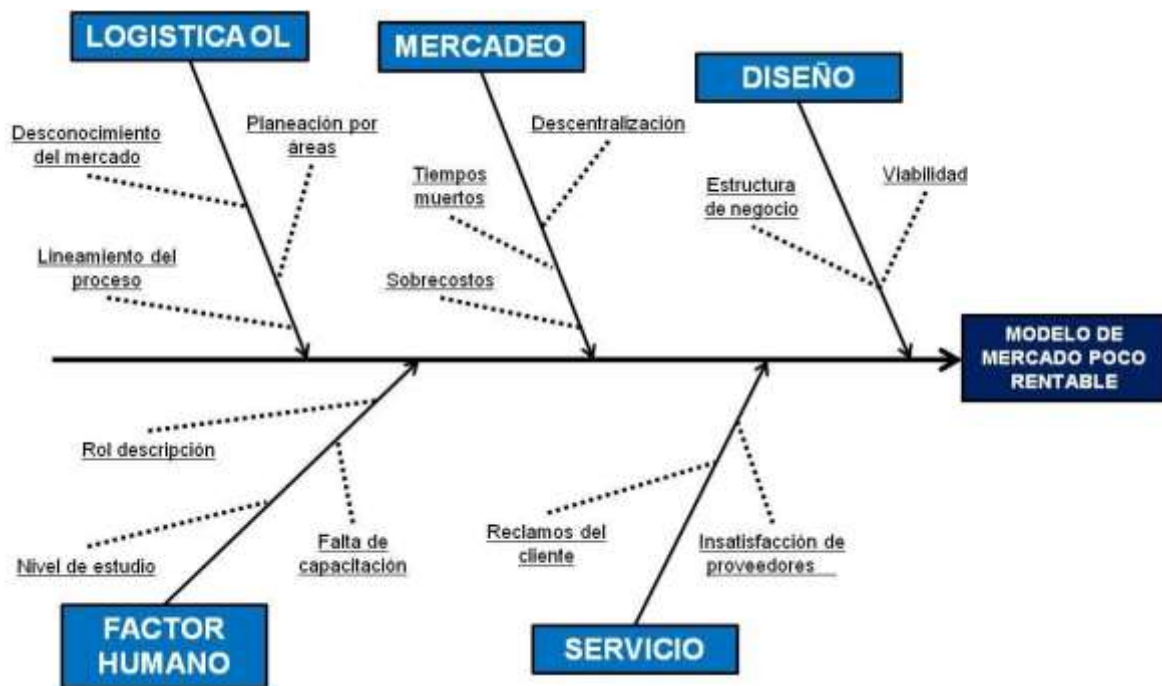 LOGISTICA OL
MERCADEO
DISEÑO
Desconocimiento
del mercado
Planeación por
áreas
Lineamiento del
proceso
Descentralización
Tiempos
muertos
Sobrecostos
Estructura
de negocio
Viabilidad
MODELO DE
MERCADO POCO
RENTABLE
Rol descripción
Nivel de estudio
Falta de
capacitación
Reclamos del
cliente
Insatisfacción de
proveedores
FACTOR
HUMANO
SERVICIO